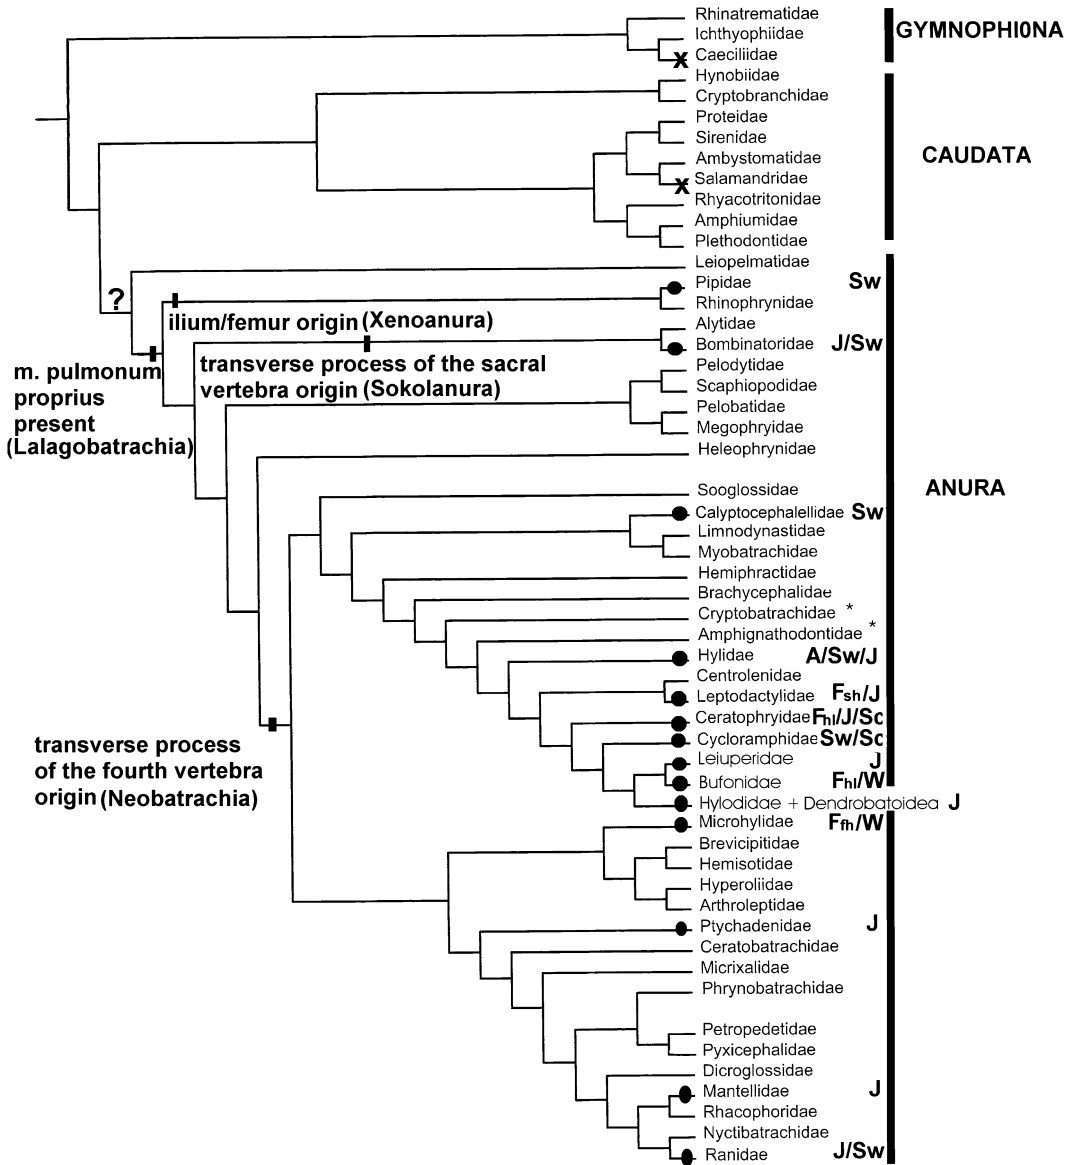 Rhinatrematidae
Ichthyophiidae
GYMNOPHI0NA
Caeciliidae
X
Hynobiidae
Cryptobranchidae
Proteidae
Sirenidae
CAUDATA
Ambystomatidae
Salamandridae
X
Rhyacotritonidae
Amphiumidae
Plethodontidae
Leiopelmatidae
Pipidae Sw
?
Rhinophrynidae
ilium/femur origin (Xenoanura)
Alytidae
Bombinatoridae J/Sw
transverse process of the sacral
vertebra origin (Sokolanura)
m. pulmonum
proprius
present
(Lalagobatrachia)
Pelodytidae
Scaphiopodidae
Pelobatidae
Megophryidae
Heleophrynidae
ANURA
Sooglossidae
Calyptocephalellidae Sw
Limnodynastidae
Myobatrachidae
Hemiphractidae
Brachycephalidae
Cryptobatrachidae *
Amphignathodontidae *
Hylidae A/Sw/J
Centrolenidae
Leptodactylidae Fsh/J
Ceratophryidae Fhl/J/Sc
Cycloramphidae Sw/Sc
Leiuperidae J
Bufonidae Fhl/W
Hylodidae + Dendrobatoidea J
transverse process
of the fourth vertebra
origin (Neobatrachia)
Microhylidae Ffh/W
Brevicipitidae
Hemisotidae
Hyperoliidae
Arthroleptidae
Ptychadenidae J
Ceratobatrachidae
Micrixalidae
Phrynobatrachidae
Petropedetidae
Pyxicephalidae
Dicroglossidae
Mantellidae J
Rhacophoridae
Nyctibatrachidae
Ranidae J/Sw